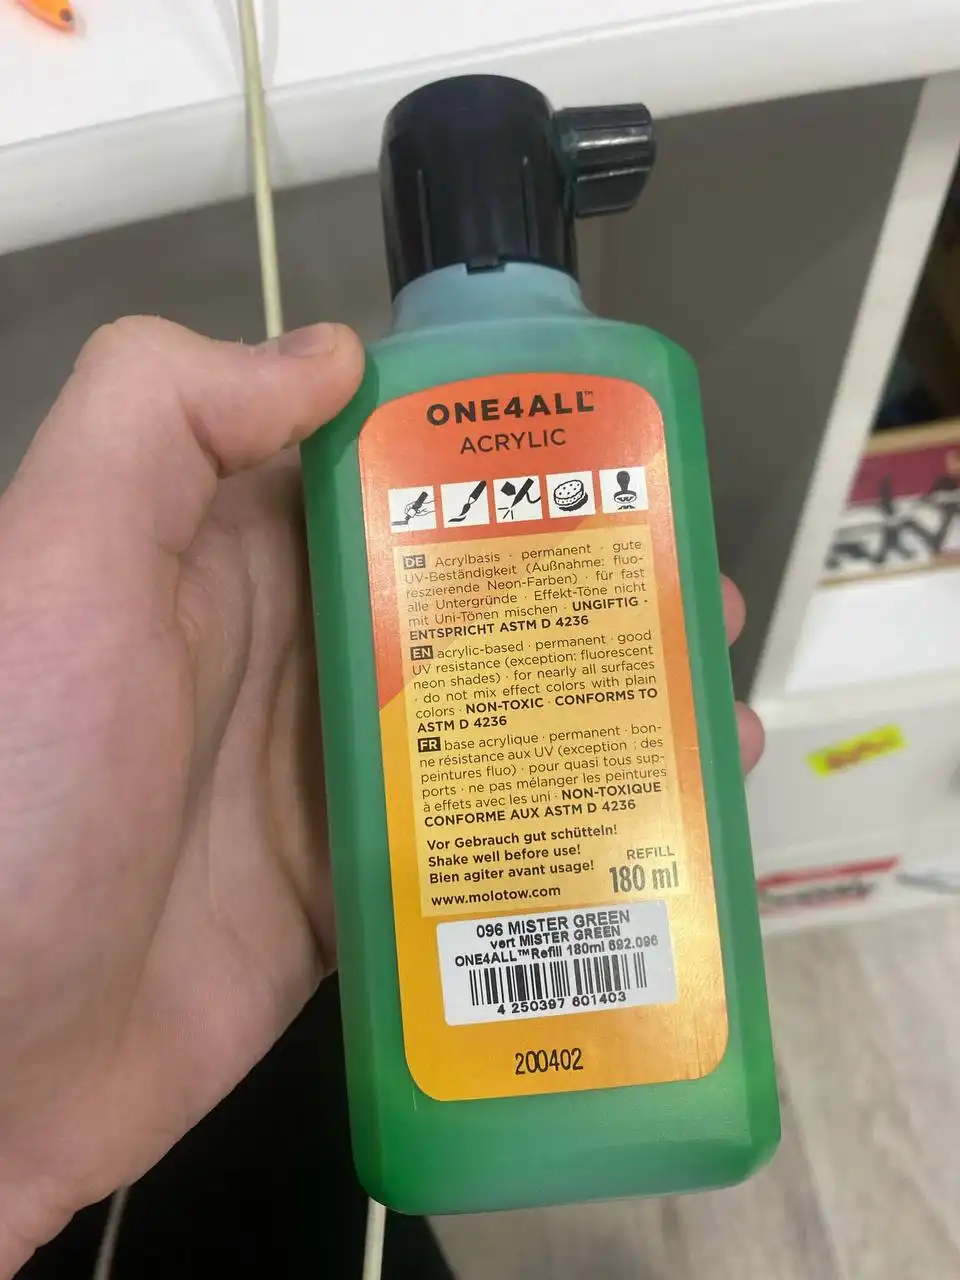 ONE4ALL™
ACRYLIC
DE Acrylbasis · permanent · gute
UV-Beständigkeit (Außnahme: fluo-
reszierende Neon-Farben) · für fast
alle Untergründe · Effekt-Töne nicht
mit Uni-Tönen mischen · UNGIFTIG ·
ENTSPRICHT ASTM D 4236
EN acrylic-based · permanent · good
UV resistance (exception: fluorescent
neon shades) · for nearly all surfaces
· do not mix effect colors with plain
colors · NON-TOXIC · CONFORMS TO
ASTM D 4236
FR base acrylique · permanent · bon-
ne résistance aux UV (exception : des
peintures fluo) · pour quasi tous sup-
ports · ne pas mélanger les peintures
à effets avec les uni · NON-TOXIQUE
CONFORME AUX ASTM D 4236
Vor Gebrauch gut schütteln!
Shake well before use!
Bien agiter avant usage!
REFILL
180 ml
www.molotow.com
096 MISTER GREEN
vert MISTER GREEN
ONE4ALL™Refill 180ml 692.096
4 250397 601403
200402